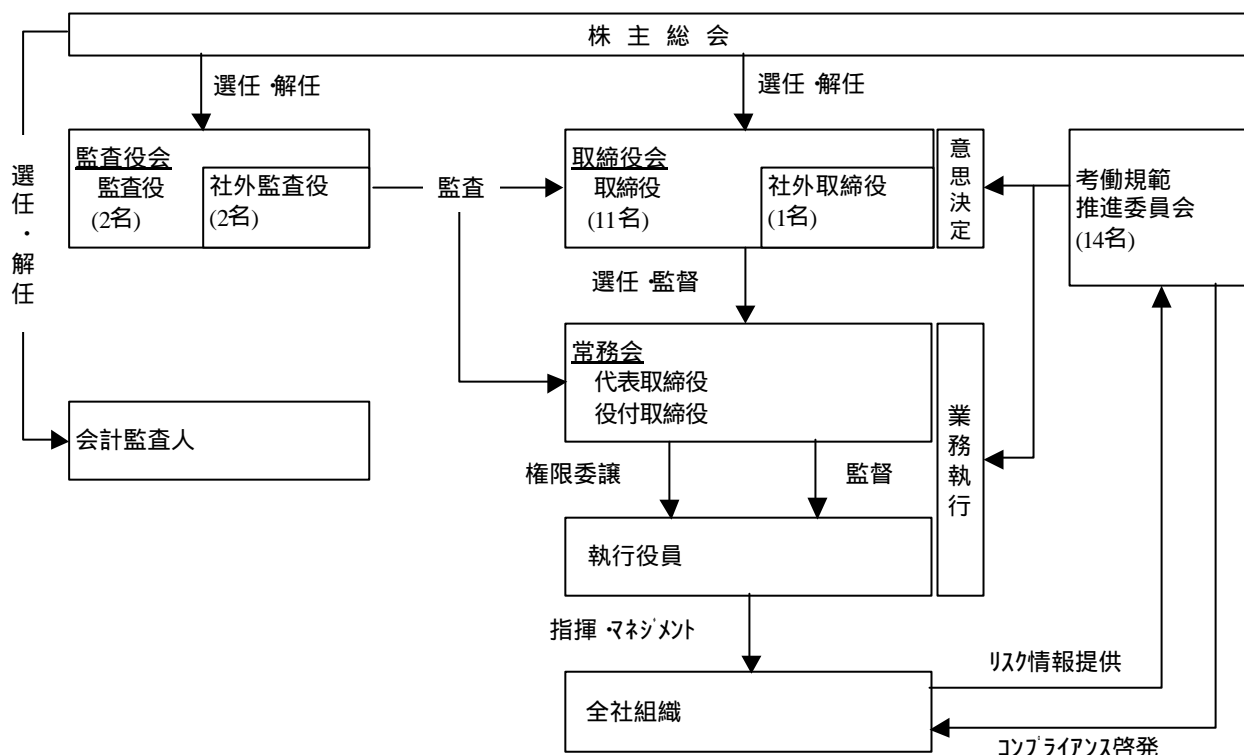 株主総会
選任・解任
選任・解任
選任・解任
監査役会
監査役
(2名)
社外監査役
(2名)
監査
取締役会
取締役
(11名)
社外取締役
(1名)
意思決定
考働規範
推進委員会
(14名)
選任・監督
常務会
代表取締役
役付取締役
業務執行
会計監査人
権限委譲
監督
執行役員
指揮・ﾏﾈｼﾞﾒﾝﾄ
ﾘｽｸ情報提供
全社組織
ｺﾝﾌﾟﾗｲｱﾝｽ啓発